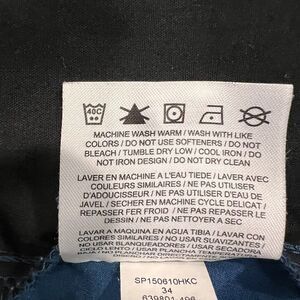 40C
MACHINE WASH WARM / WASH WITH LIKE
COLORS / DO NOT USE SOFTENERS / DO NOT
BLEACH / TUMBLE DRY LOW / COOL IRON / DO
NOT IRON DESIGN / DO NOT DRY CLEAN
LAVER EN MACHINE A L'EAU TIEDE / LAVER AVEC
COULEURS SIMILAIRES / NE PAS UTILISER
D'ADOUCISSANT / NE PAS UTILISER D'EAU DE
JAVEL / SECHER EN MACHINE CYCLE DELICAT /
REPASSER FER FROID / NE PAS REPASSER
DESSIN / NE PAS NETTOYER A SEC
LAVAR A MAQUINA EN AGUA TIBIA / LAVAR CON
COLORES SIMILARES / NO USAR SUAVIZANTES /
NO USAR BLANQUEADORES / USAR SECADORA
SP150610HKC
34
639801-496